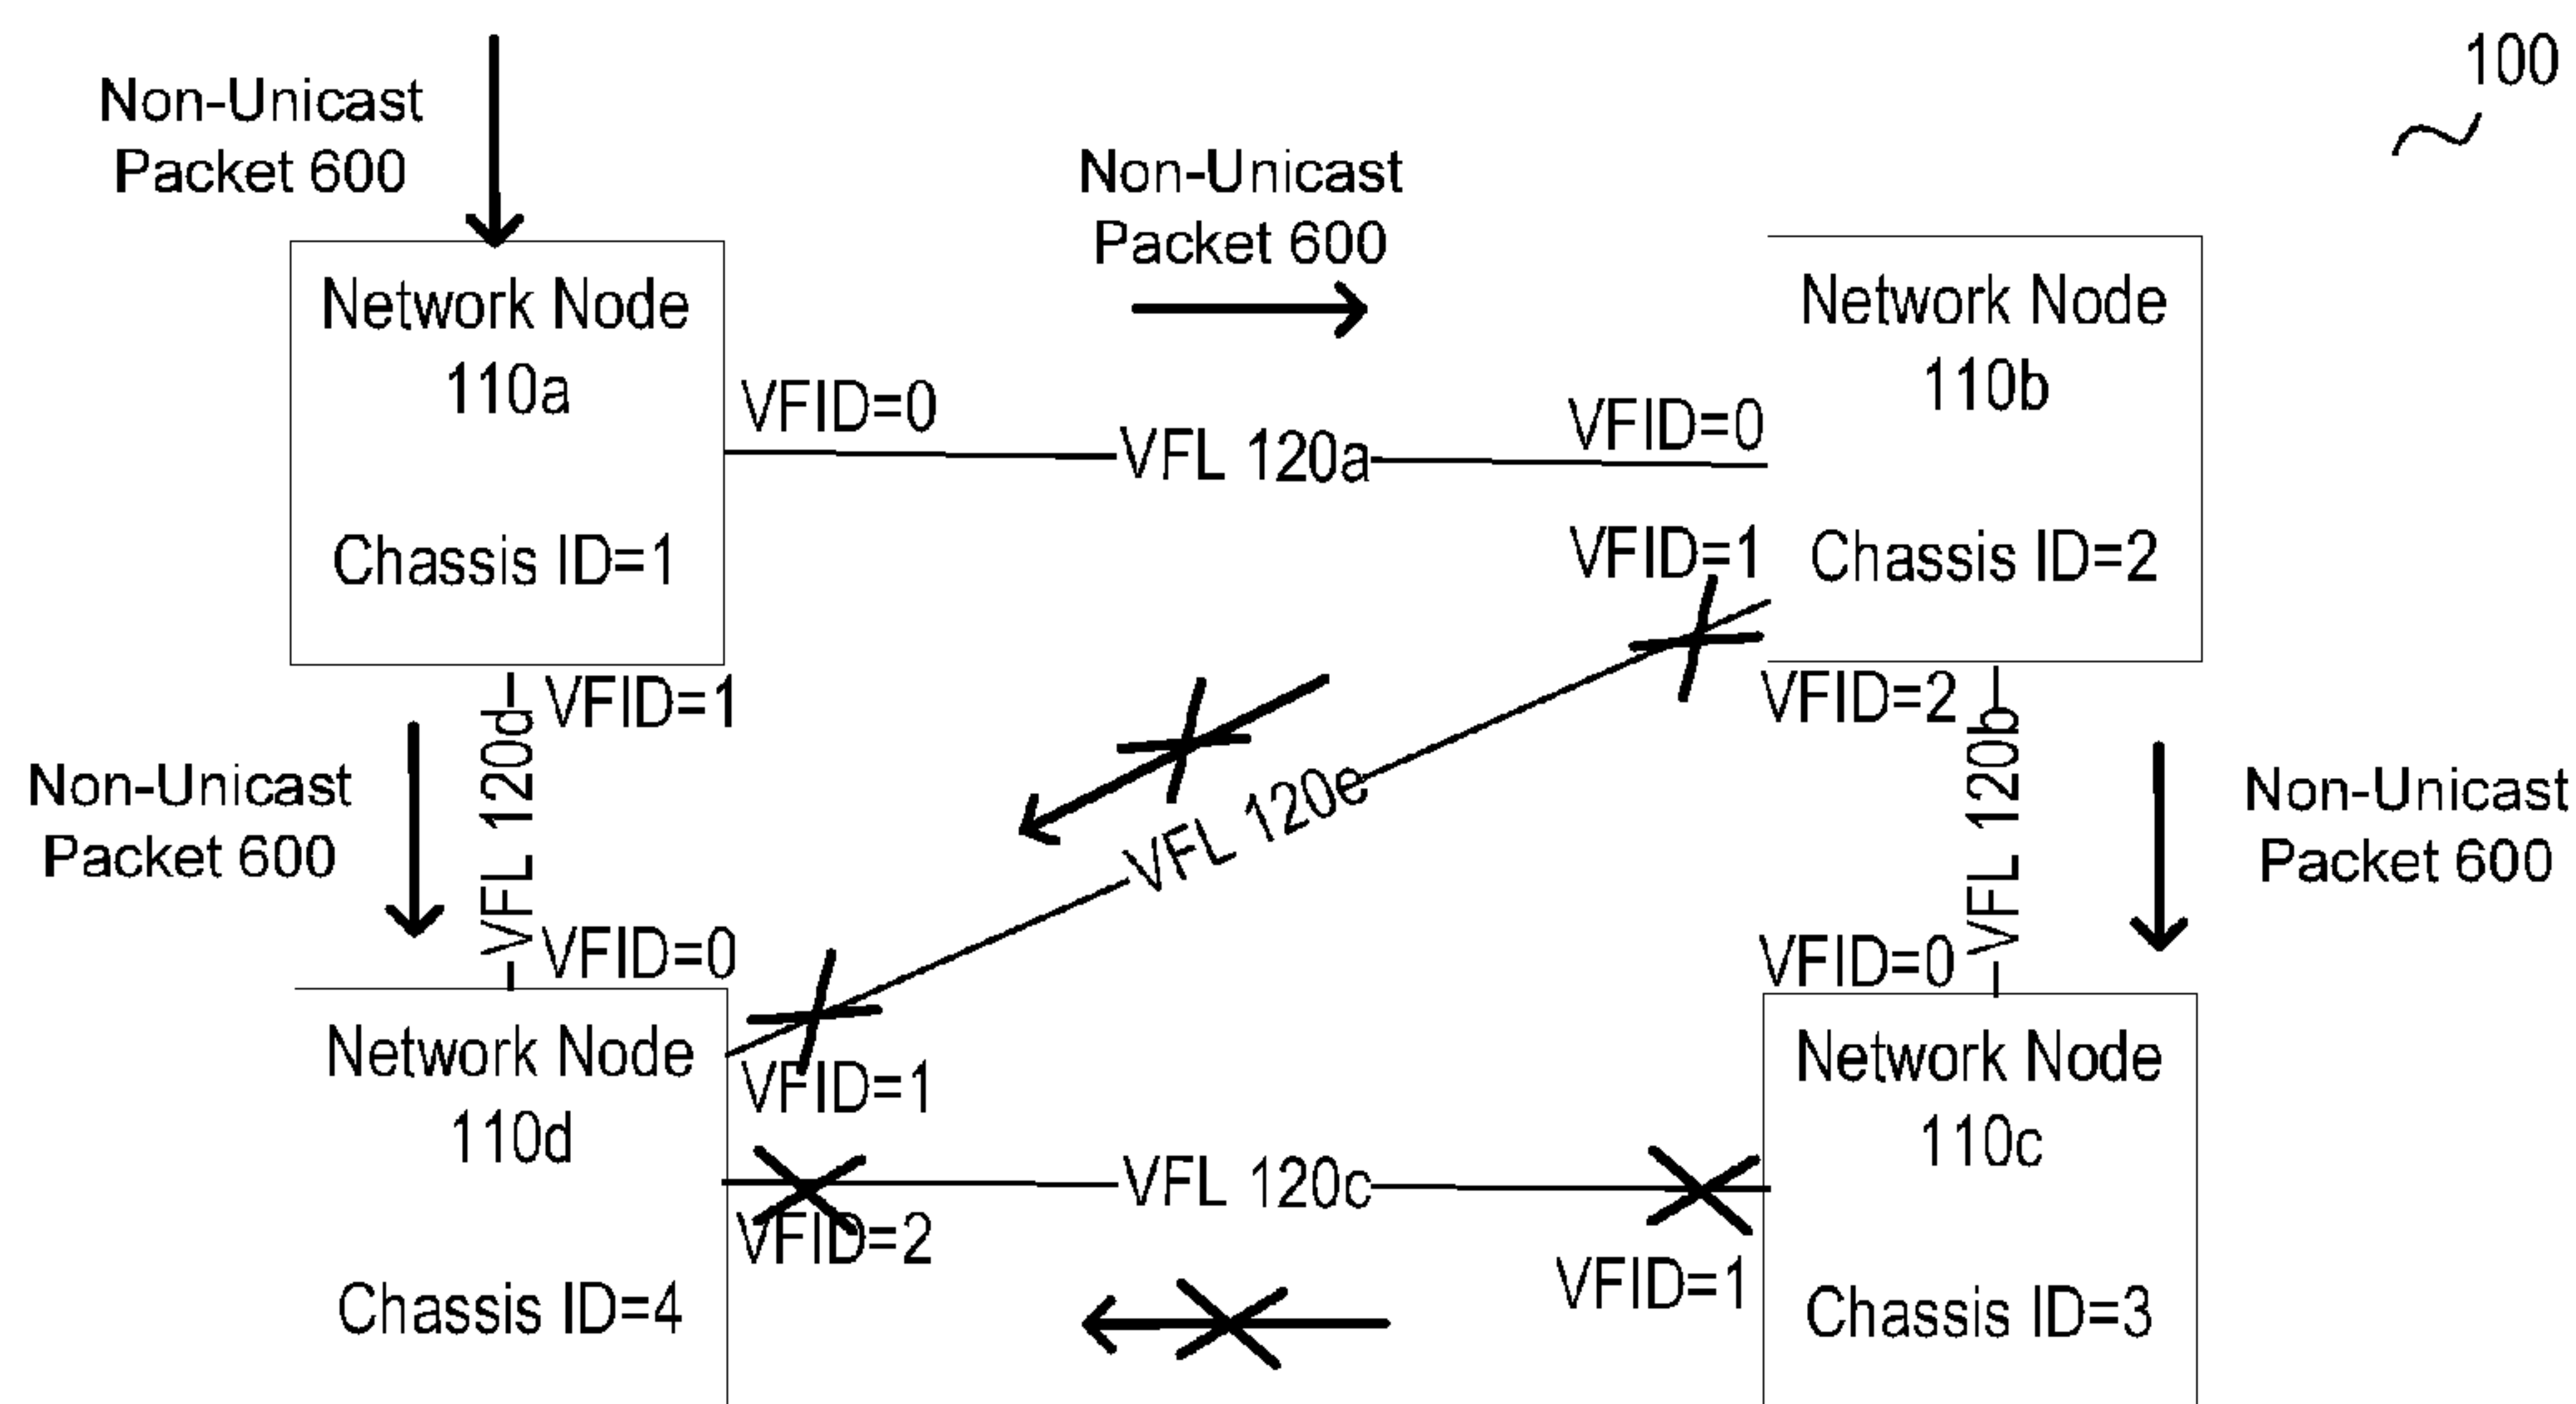 100
Non-Unicast
Packet 600
Non-Unicast
Packet 600
Network Node
110a
Chassis ID=1
Network Node
110b
Chassis ID=2
VFID=0
VFL 120a
VFID=0
VFID=1
VFID=1
VFL 120d
VFID=2
VFL 120b
Non-Unicast
Packet 600
VFL 120e
Non-Unicast
Packet 600
VFID=0
VFID=0
Network Node
110d
Chassis ID=4
VFID=1
Network Node
110c
Chassis ID=3
VFL 120c
VFID=2
VFID=1